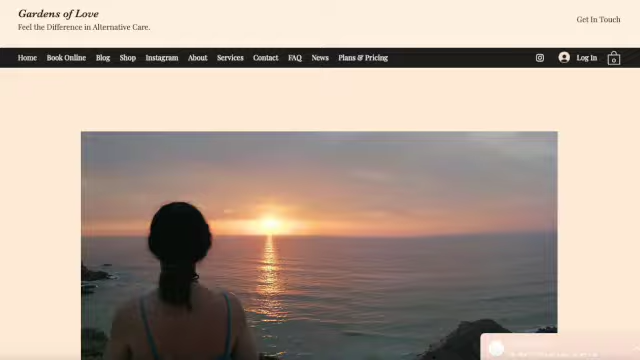 Gardens of Love
Feel the Difference in Alternative Care.
Get In Touch
Home Book Online Blog Shop Instagram About Services Contact FAQ News Plans & Pricing Log In 0